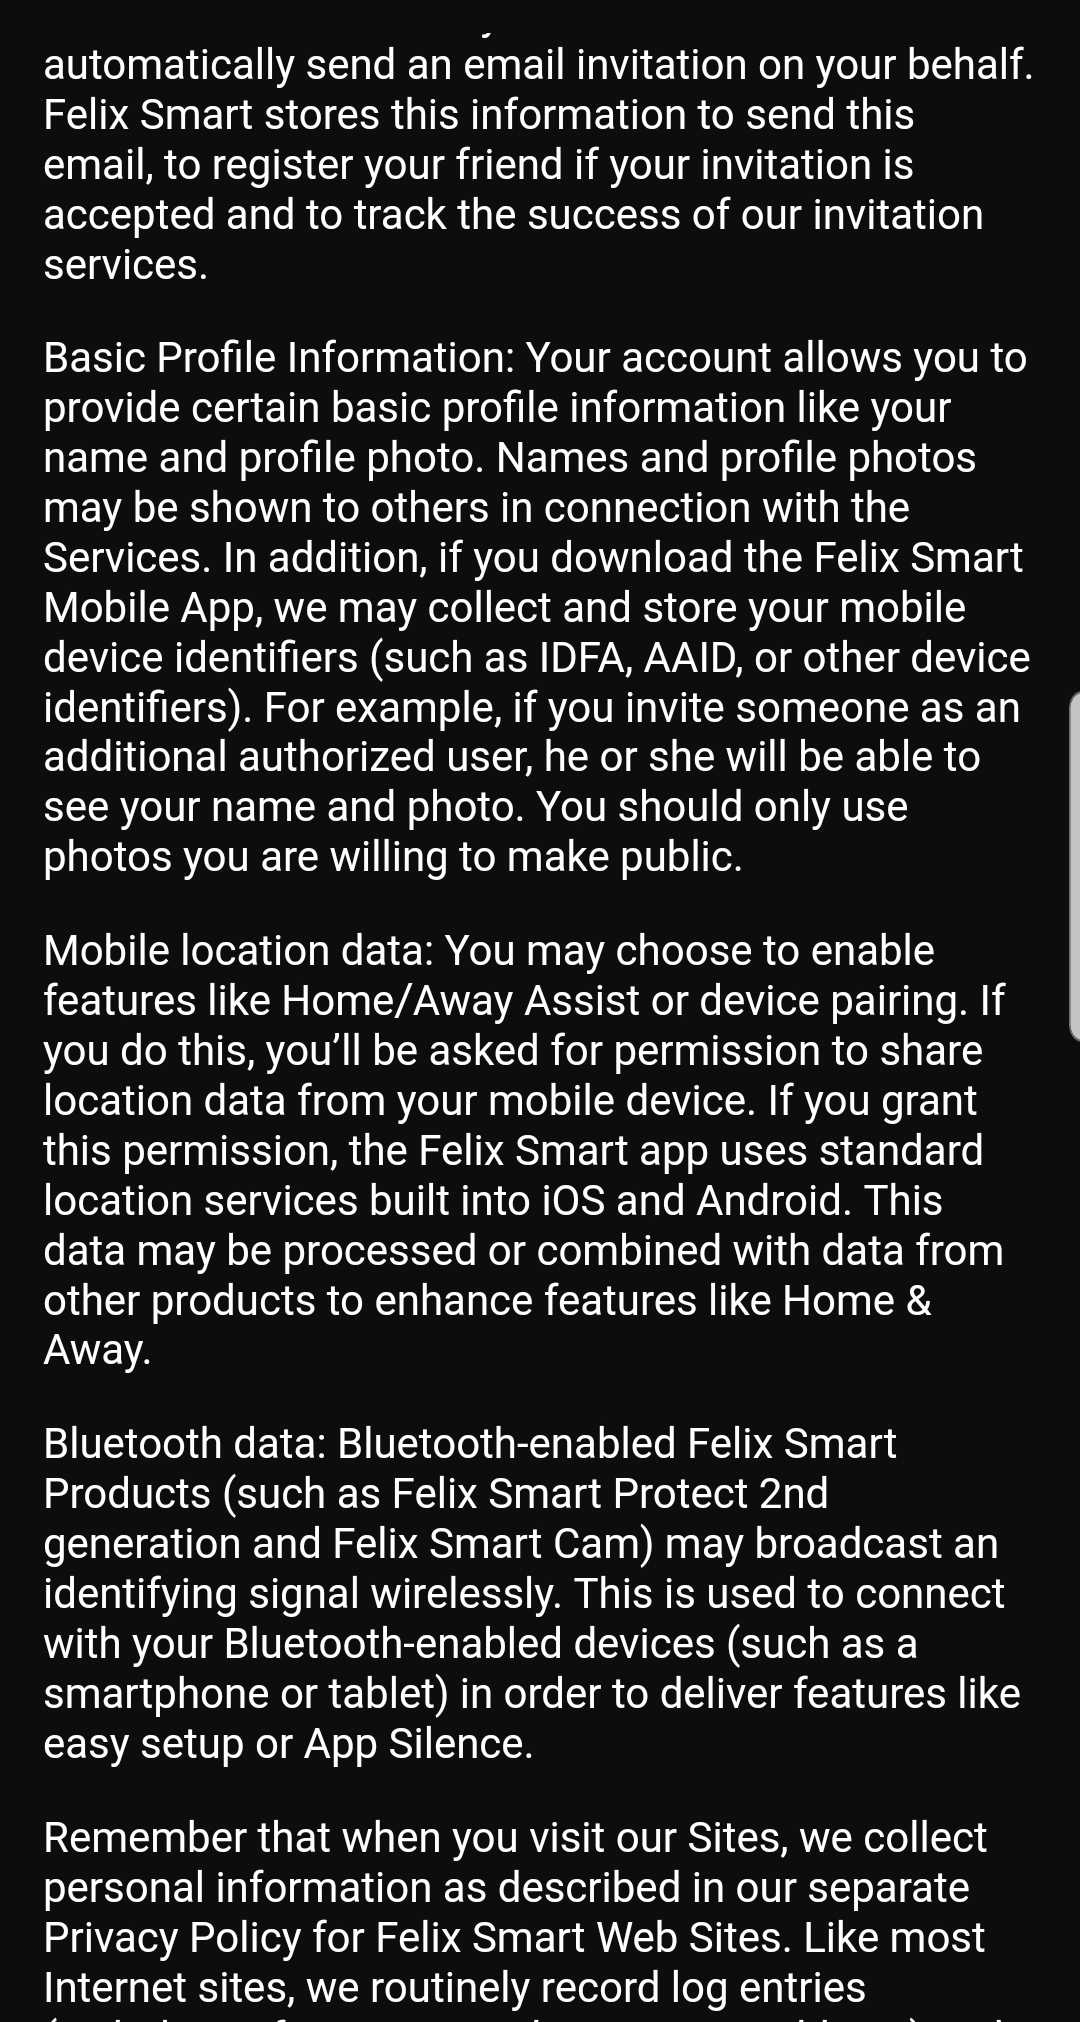 automatically send an email invitation on your behalf.
Felix Smart stores this information to send this
email, to register your friend if your invitation is
accepted and to track the success of our invitation
services.
Basic Profile Information: Your account allows you to
provide certain basic profile information like your
name and profile photo. Names and profile photos
may be shown to others in connection with the
Services. In addition, if you download the Felix Smart
Mobile App, we may collect and store your mobile
device identifiers (such as IDFA, AAID, or other device
identifiers). For example, if you invite someone as an
additional authorized user, he or she will be able to
see your name and photo. You should only use
photos you are willing to make public.
Mobile location data: You may choose to enable
features like Home/Away Assist or device pairing. If
you do this, you’ll be asked for permission to share
location data from your mobile device. If you grant
this permission, the Felix Smart app uses standard
location services built into iOS and Android. This
data may be processed or combined with data from
other products to enhance features like Home &
Away.
Bluetooth data: Bluetooth-enabled Felix Smart
Products (such as Felix Smart Protect 2nd
generation and Felix Smart Cam) may broadcast an
identifying signal wirelessly. This is used to connect
with your Bluetooth-enabled devices (such as a
smartphone or tablet) in order to deliver features like
easy setup or App Silence.
Remember that when you visit our Sites, we collect
personal information as described in our separate
Privacy Policy for Felix Smart Web Sites. Like most
Internet sites, we routinely record log entries